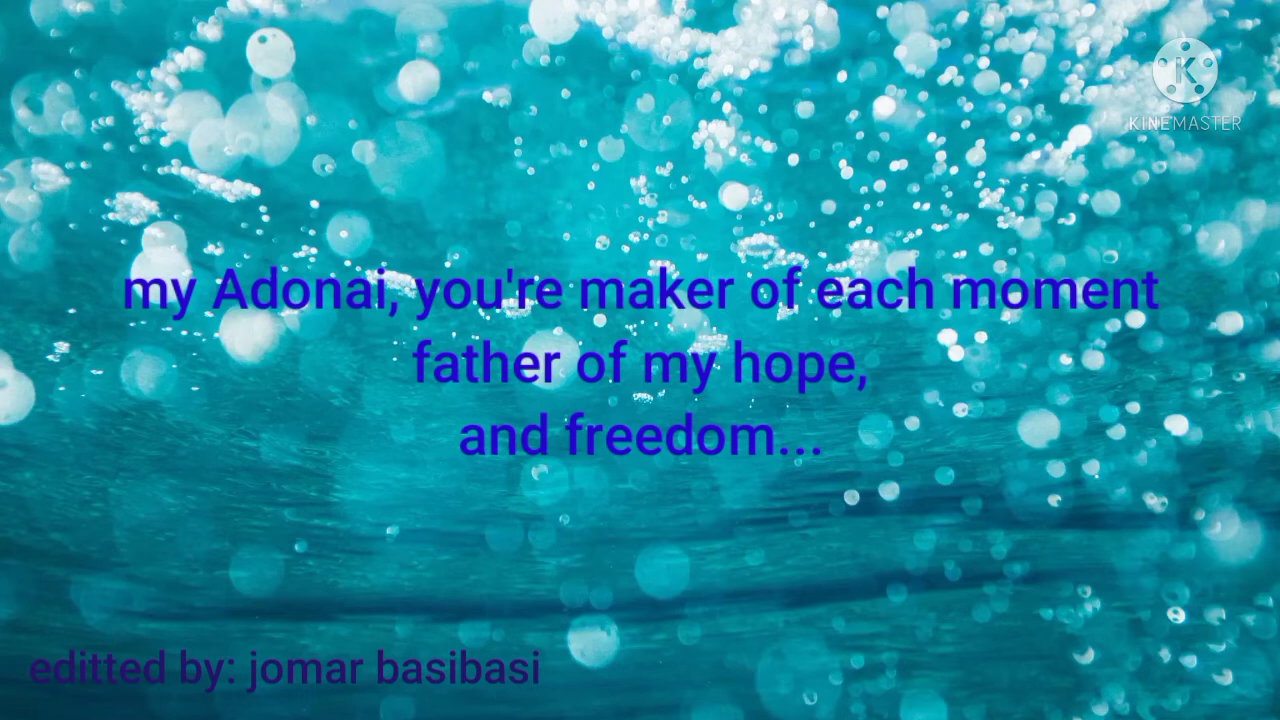 K
KINEMASTER
my Adonai, you're maker of each moment
father of my hope,
and freedom...
editted by: jomar basibasi